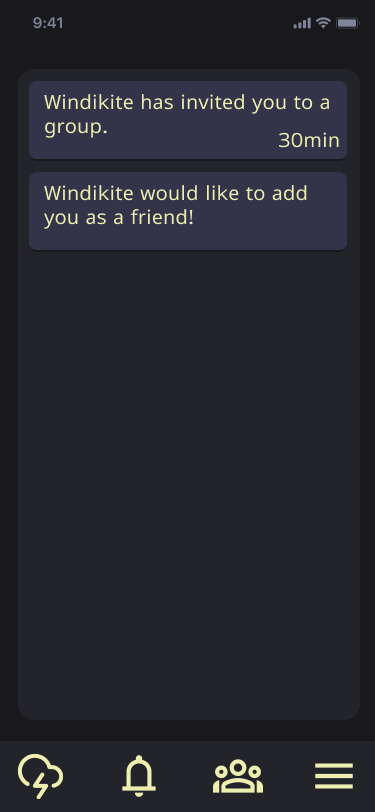 9:41
Windikite has invited you to a
group.
30min
Windikite would like to add
you as a friend!